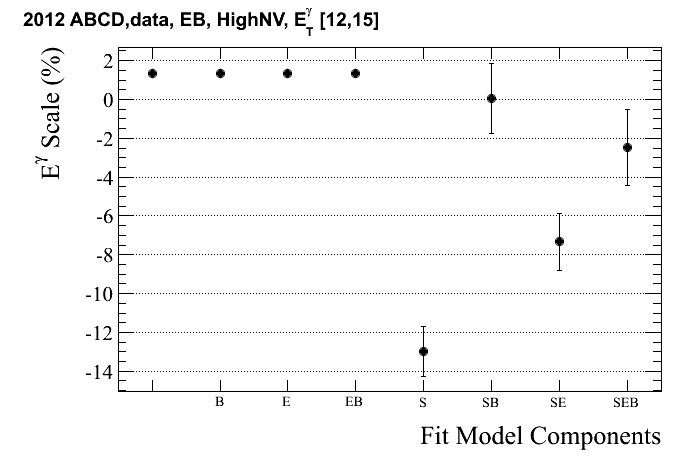 2012 ABCD,data, EB, HighNV, E_T^γ [12,15]
E^γ Scale (%)
2
0
-2
-4
-6
-8
-10
-12
-14
B E EB S SB SE SEB
Fit Model Components